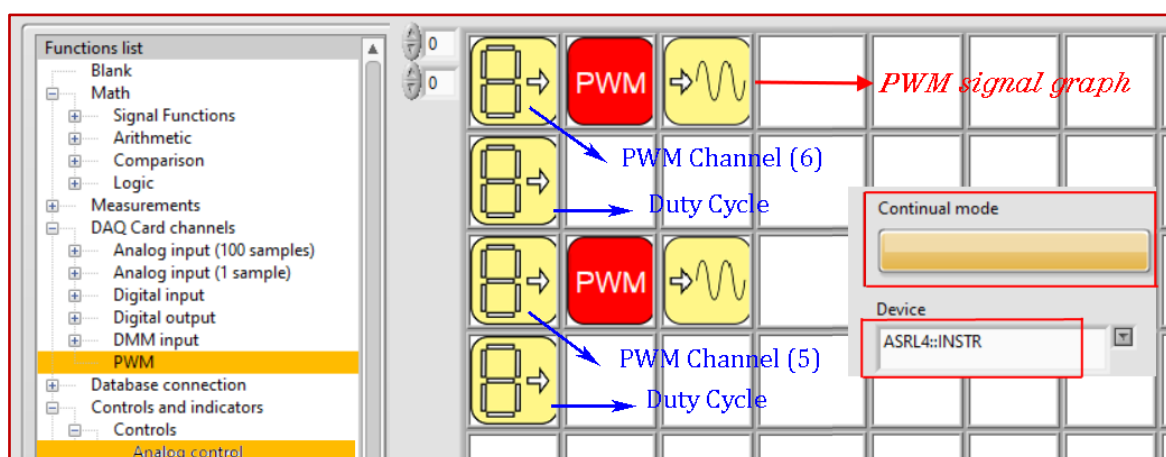 Functions list
Blank
Math
Signal Functions
Arithmetic
Comparison
Logic
Measurements
DAQ Card channels
Analog input (100 samples)
Analog input (1 sample)
Digital input
Digital output
DMM input
PWM
Database connection
Controls and indicators
Controls
Analog control
0
0
PWM
PWM signal graph
PWM Channel (6)
Duty Cycle
PWM
PWM Channel (5)
Duty Cycle
Continual mode
Device
ASRL4::INSTR